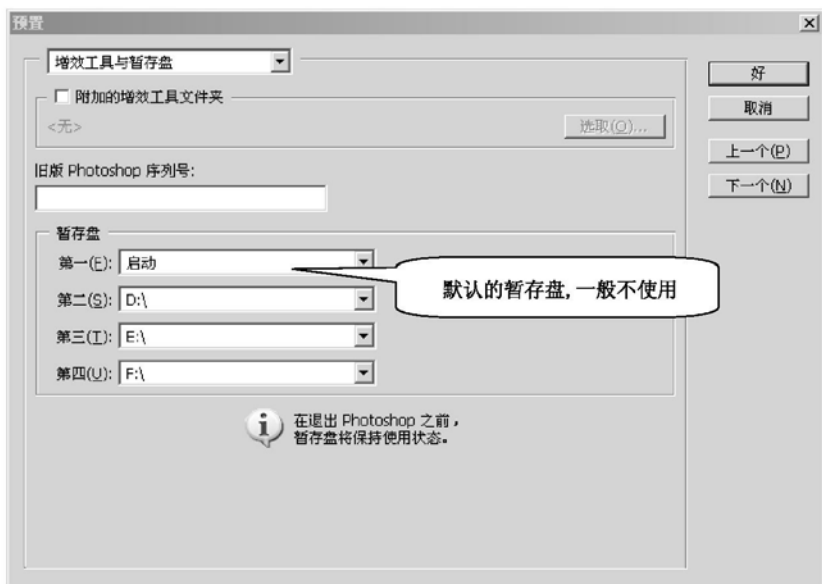 预置
增效工具与暂存盘
附加的增效工具文件夹
<无>
选取(O)...
旧版 Photoshop 序列号:
暂存盘
第一(F): 启动
第二(S): D:\
第三(T): E:\
第四(U): F:\
默认的暂存盘,一般不使用
在退出 Photoshop 之前，
暂存盘将保持使用状态。
好
取消
上一个(P)
下一个(N)